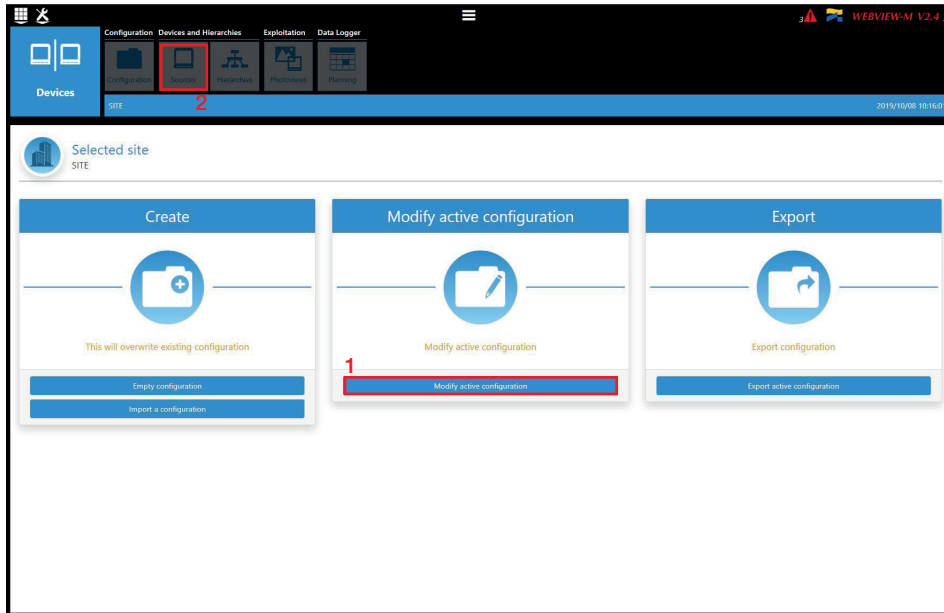 3 WEBVIEW-M V2.4
Configuration Devices and Hierarchies Exploitation Data Logger
Devices
Configuration Sources Hierarchies Photoviews Planning
2
SITE 2019/10/08 10:16:01
Selected site
SITE
Create
This will overwrite existing configuration
Empty configuration
Import a configuration
Modify active configuration
Modify active configuration
1
Modify active configuration
Export
Export configuration
Export active configuration